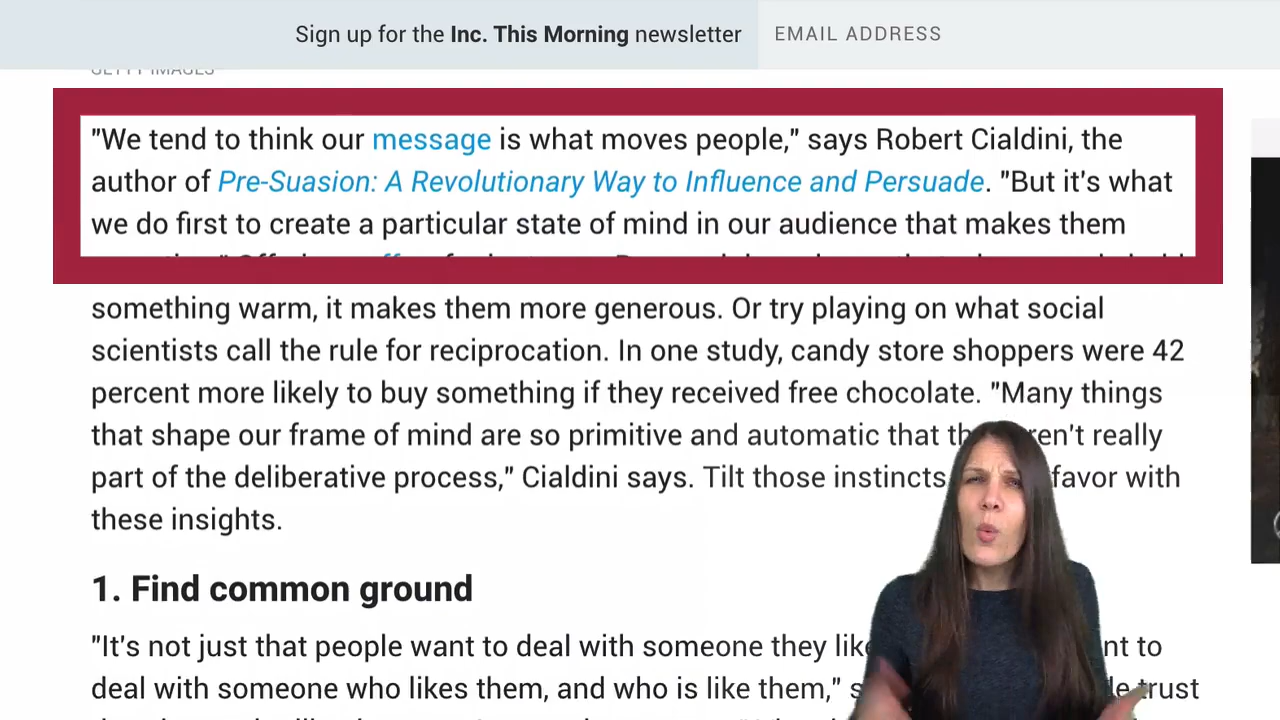 Sign up for the Inc. This Morning newsletter EMAIL ADDRESS
GETTY IMAGES
"We tend to think our message is what moves people," says Robert Cialdini, the
author of Pre-Suasion: A Revolutionary Way to Influence and Persuade. "But it's what
we do first to create a particular state of mind in our audience that makes them
something warm, it makes them more generous. Or try playing on what social
scientists call the rule for reciprocation. In one study, candy store shoppers were 42
percent more likely to buy something if they received free chocolate. "Many things
that shape our frame of mind are so primitive and automatic that really
part of the deliberative process," Cialdini says. Tilt those instincts favor with
these insights.
1. Find common ground
"It's not just that people want to deal with someone they like to
deal with someone who likes them, and who is like them," trust